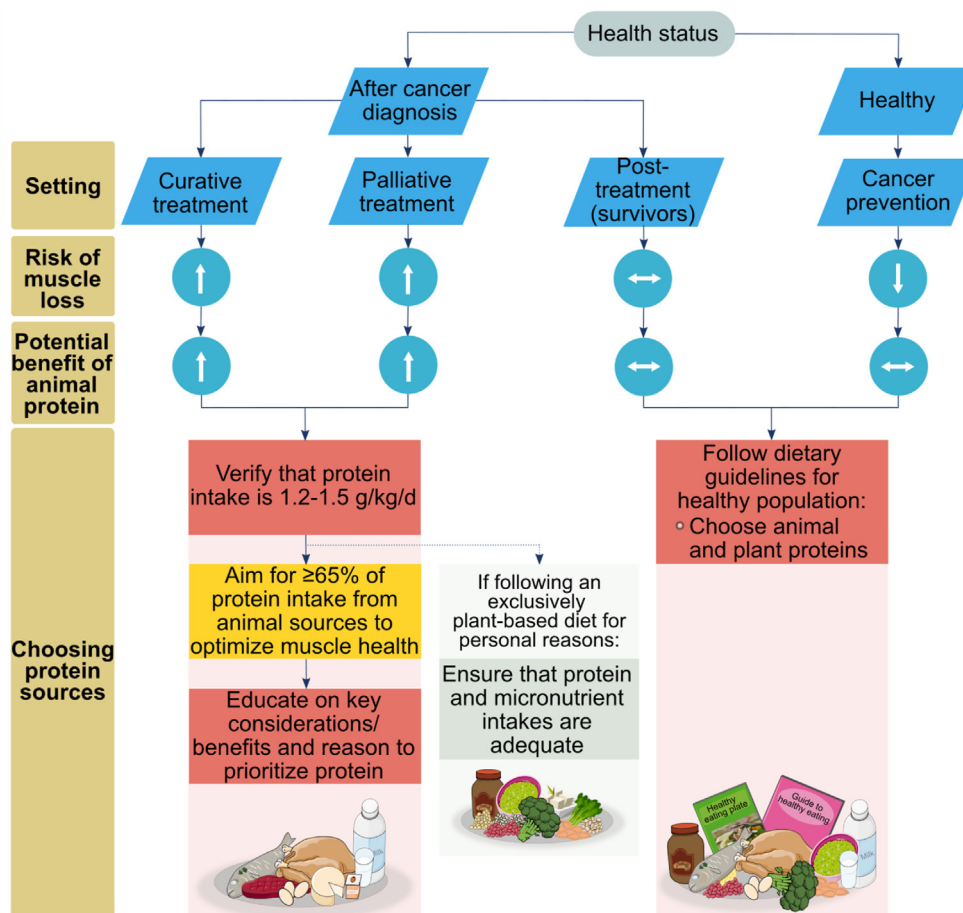 Health status
After cancer
diagnosis
Healthy
Setting
Curative
treatment
Palliative
treatment
Post-
treatment
(survivors)
Cancer
prevention
Risk of
muscle
loss
Potential
benefit of
animal
protein
Choosing
protein
sources
Verify that protein
intake is 1.2-1.5 g/kg/d
Aim for ≥65% of
protein intake from
animal sources to
optimize muscle health
Educate on key
considerations/
benefits and reason to
prioritize protein
If following an
exclusively
plant-based diet for
personal reasons:
Ensure that protein
and micronutrient
intakes are
adequate
Follow dietary
guidelines for
healthy population:
Choose animal
and plant proteins
Milk
Healthy
eating plate
Guide to
healthy eating
Milk